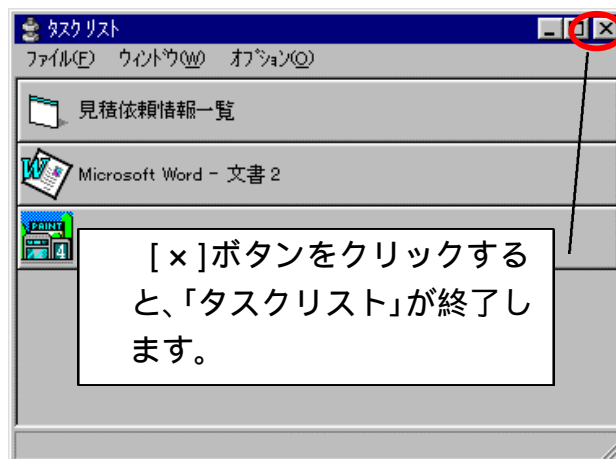 タスク リスト
ファイル(F) ウィンドウ(W) オプション(O)
見積依頼情報一覧
Microsoft Word - 文書 2
PAINT
4
[×]ボタンをクリックする
と、「タスクリスト」が終了し
ます。